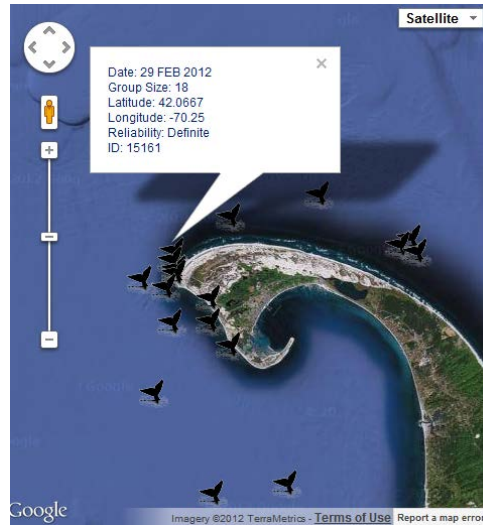 Satellite
Date: 29 FEB 2012
Group Size: 18
Latitude: 42.0667
Longitude: -70.25
Reliability: Definite
ID: 15161
Google
Imagery ©2012 TerraMetrics - Terms of Use Report a map error